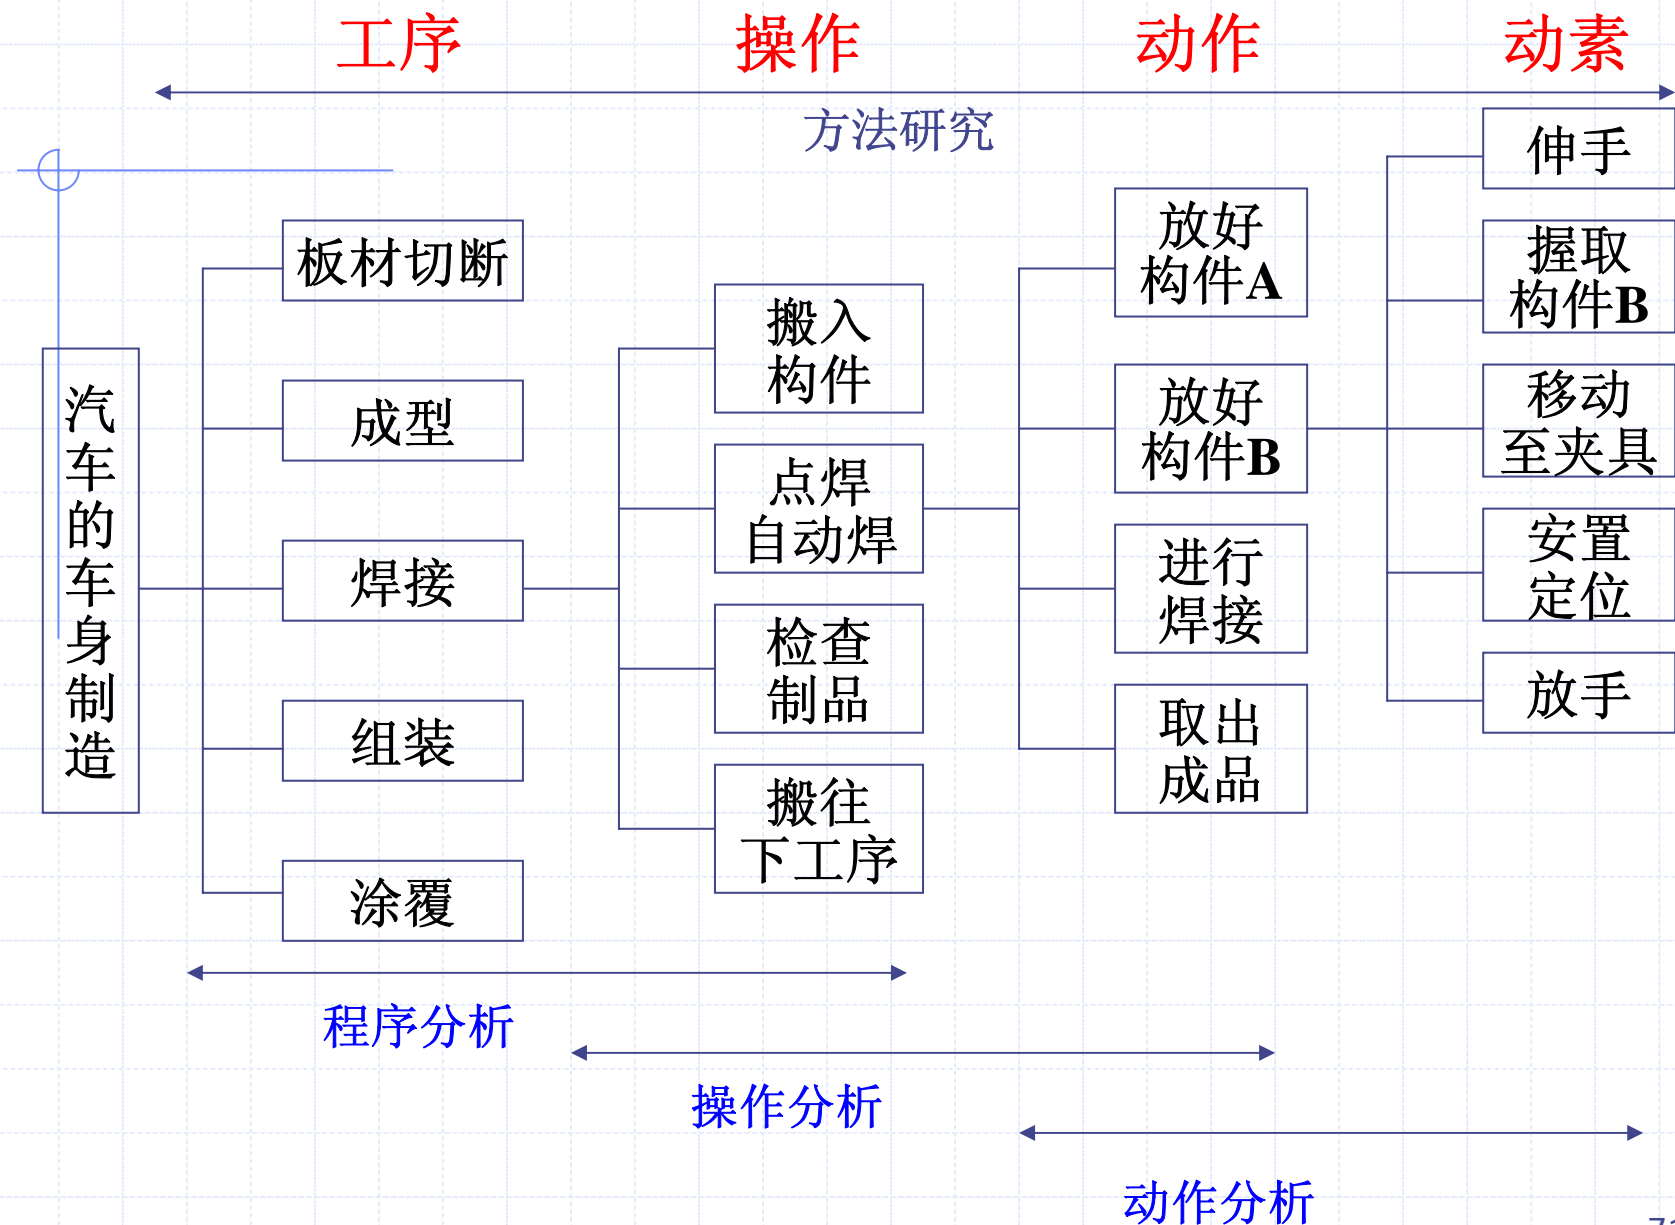 工序 操作 动作 动素
方法研究
汽车的车身制造
板材切断
成型
焊接
组装
涂覆
搬入
构件
点焊
自动焊
检查
制品
搬往
下工序
放好
构件A
放好
构件B
进行
焊接
取出
成品
伸手
握取
构件B
移动
至夹具
安置
定位
放手
程序分析
操作分析
动作分析